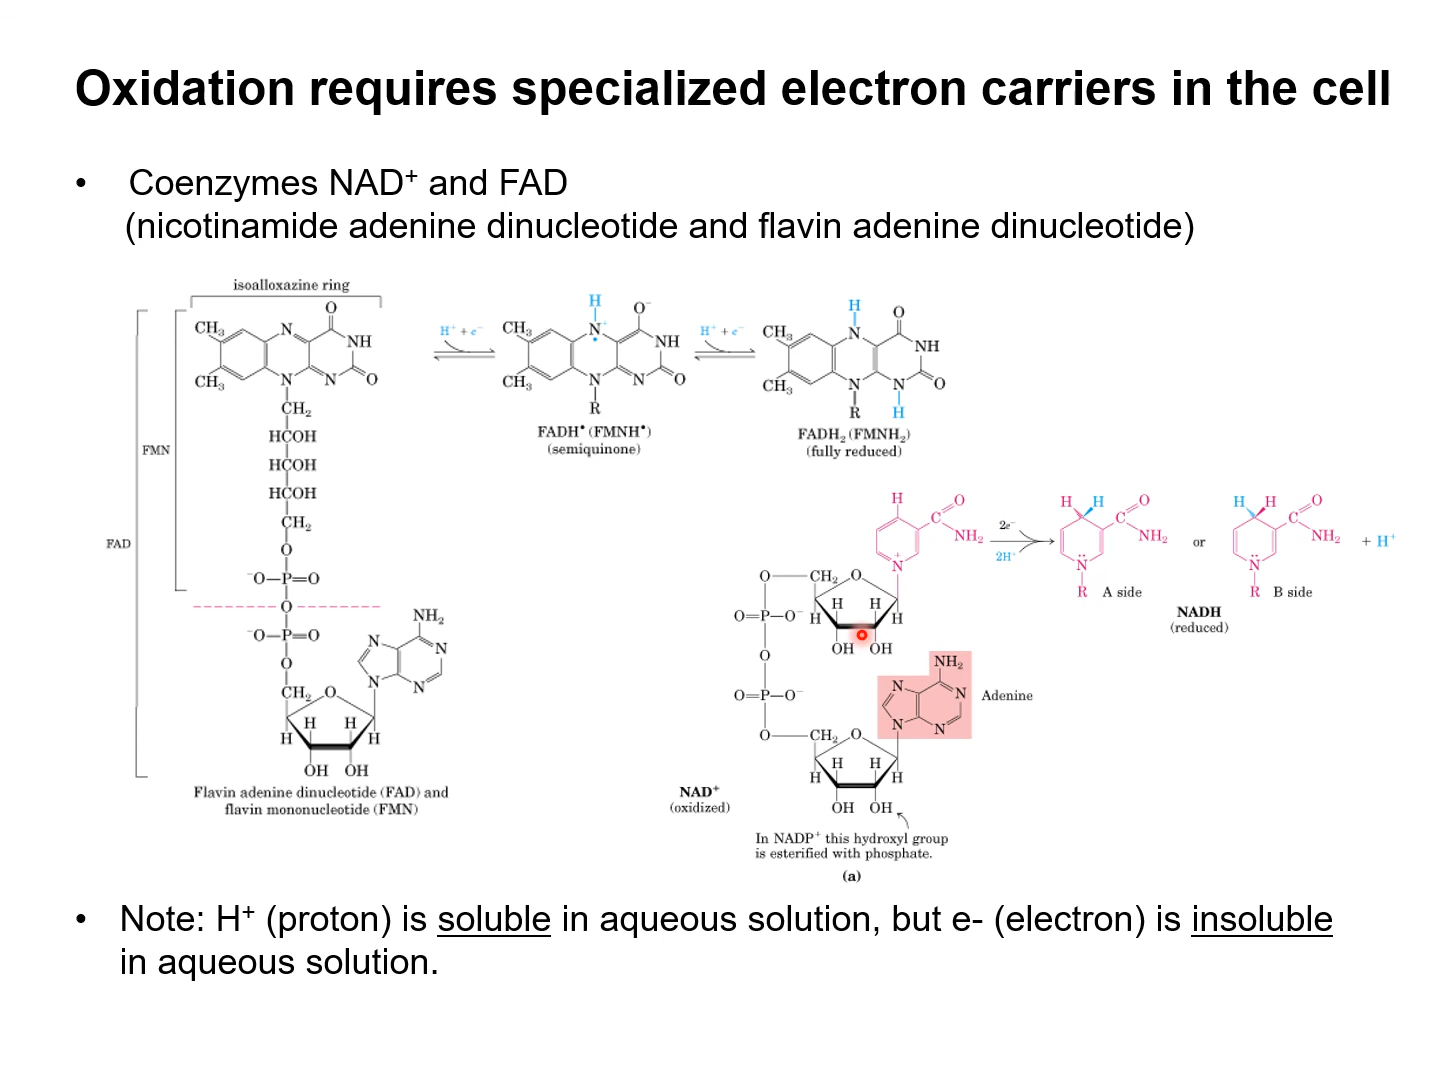 Oxidation requires specialized electron carriers in the cell
• Coenzymes NAD⁺ and FAD
(nicotinamide adenine dinucleotide and flavin adenine dinucleotide)
isoalloxazine ring
O
CH₃ N NH
CH₃ N N O
CH₂
HCOH
HCOH
HCOH
CH₂
O
⁻O—P=O
O
⁻O—P=O
O
CH₂ O
H H
H H
OH OH
NH₂
N N
N N
FMN
FAD
Flavin adenine dinucleotide (FAD) and
flavin mononucleotide (FMN)
H⁺ + e⁻
H O⁻
CH₃ N⁺ NH
CH₃ N N O
R
FADH• (FMNH•)
(semiquinone)
H⁺ + e⁻
H O
CH₃ N NH
CH₃ N N O
R H
FADH₂ (FMNH₂)
(fully reduced)
H O
C
NH₂
N⁺
O CH₂ O
H H
O=P—O⁻ H H
OH OH
O
O=P—O⁻
O CH₂ O
H H
H H
OH OH
NH₂
N N
N N
Adenine
NAD⁺
(oxidized)
In NADP⁺ this hydroxyl group
is esterified with phosphate.
(a)
2e⁻
2H⁺
H H O
C
NH₂
N̈
R A side
or
H H O
C
NH₂
N̈
R B side
+ H⁺
NADH
(reduced)
• Note: H⁺ (proton) is soluble in aqueous solution, but e- (electron) is insoluble
in aqueous solution.